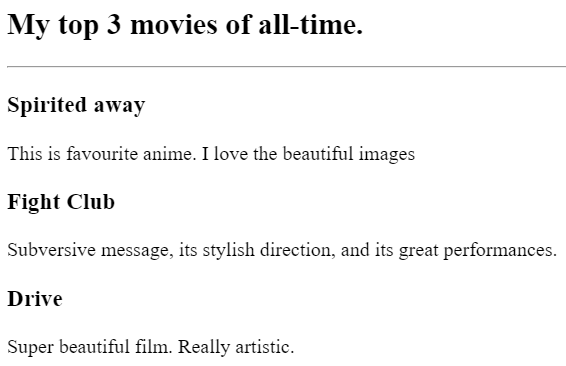 My top 3 movies of all-time.
Spirited away
This is favourite anime. I love the beautiful images
Fight Club
Subversive message, its stylish direction, and its great performances.
Drive
Super beautiful film. Really artistic.